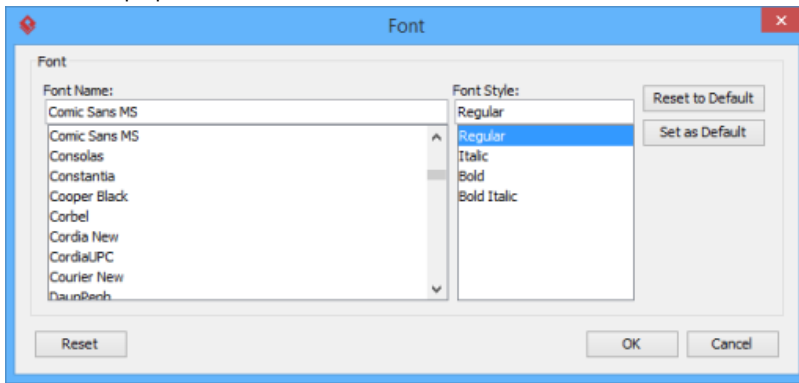 Font
Font
Font Name:
Comic Sans MS
Comic Sans MS
Consolas
Constantia
Cooper Black
Corbel
Cordia New
CordiaUPC
Courier New
DaunPenh
Font Style:
Regular
Regular
Italic
Bold
Bold Italic
Reset to Default
Set as Default
Reset
OK
Cancel